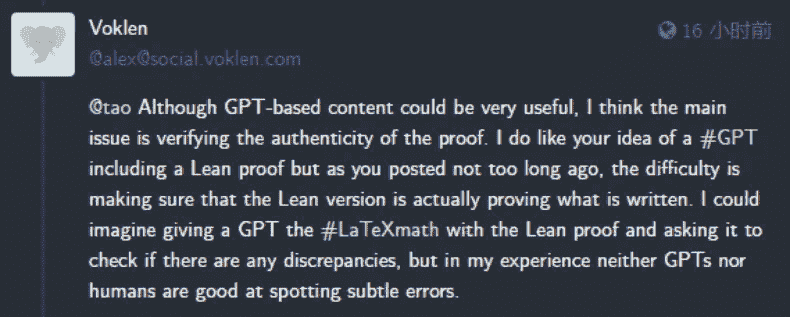 Voklen
16 小时前
@alex@social.voklen.com
@tao Although GPT-based content could be very useful, I think the main
issue is verifying the authenticity of the proof. I do like your idea of a #GPT
including a Lean proof but as you posted not too long ago, the difficulty is
making sure that the Lean version is actually proving what is written. I could
imagine giving a GPT the #LaTeXmath with the Lean proof and asking it to
check if there are any discrepancies, but in my experience neither GPTs nor
humans are good at spotting subtle errors.